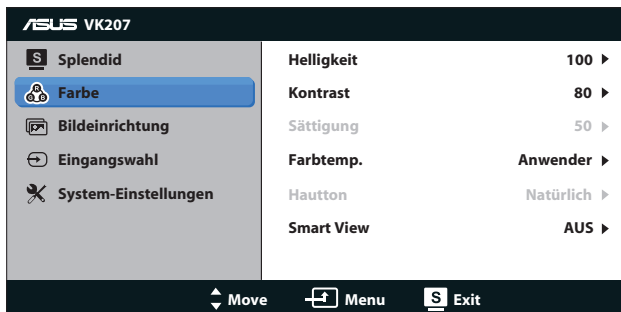 ASUS VK207
S Splendid
Farbe
Bildeinrichtung
Eingangswahl
System-Einstellungen
Helligkeit 100
Kontrast 80
Sättigung 50
Farbtemp. Anwender
Hautton Natürlich
Smart View AUS
Move Menu S Exit